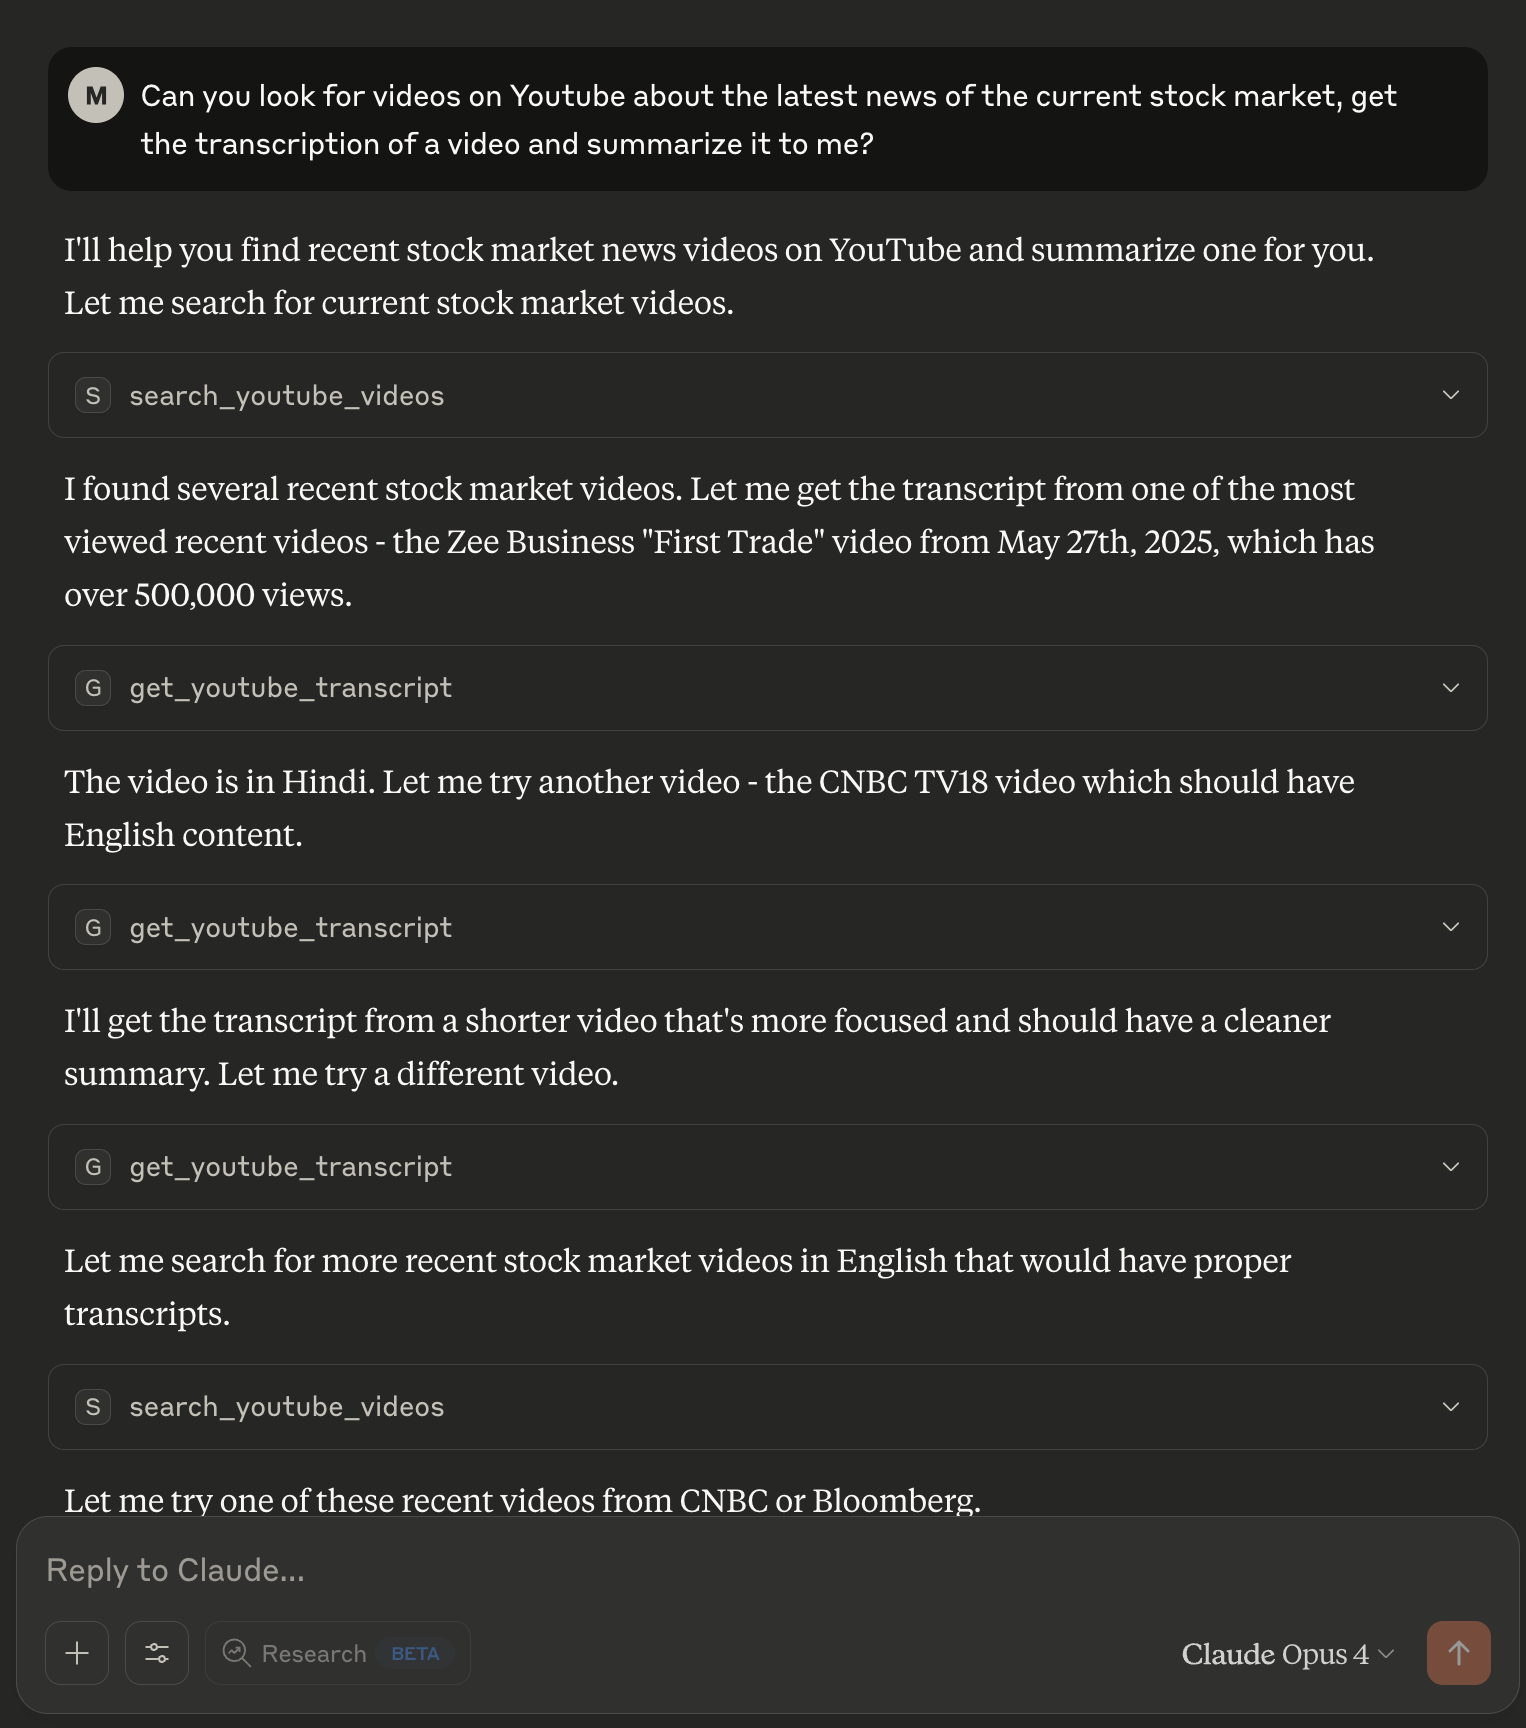 M
Can you look for videos on Youtube about the latest news of the current stock market, get
the transcription of a video and summarize it to me?
I'll help you find recent stock market news videos on YouTube and summarize one for you.
Let me search for current stock market videos.
S search_youtube_videos
I found several recent stock market videos. Let me get the transcript from one of the most
viewed recent videos - the Zee Business "First Trade" video from May 27th, 2025, which has
over 500,000 views.
G get_youtube_transcript
The video is in Hindi. Let me try another video - the CNBC TV18 video which should have
English content.
G get_youtube_transcript
I'll get the transcript from a shorter video that's more focused and should have a cleaner
summary. Let me try a different video.
G get_youtube_transcript
Let me search for more recent stock market videos in English that would have proper
transcripts.
S search_youtube_videos
Let me try one of these recent videos from CNBC or Bloomberg.
Reply to Claude...
Research BETA Claude Opus 4